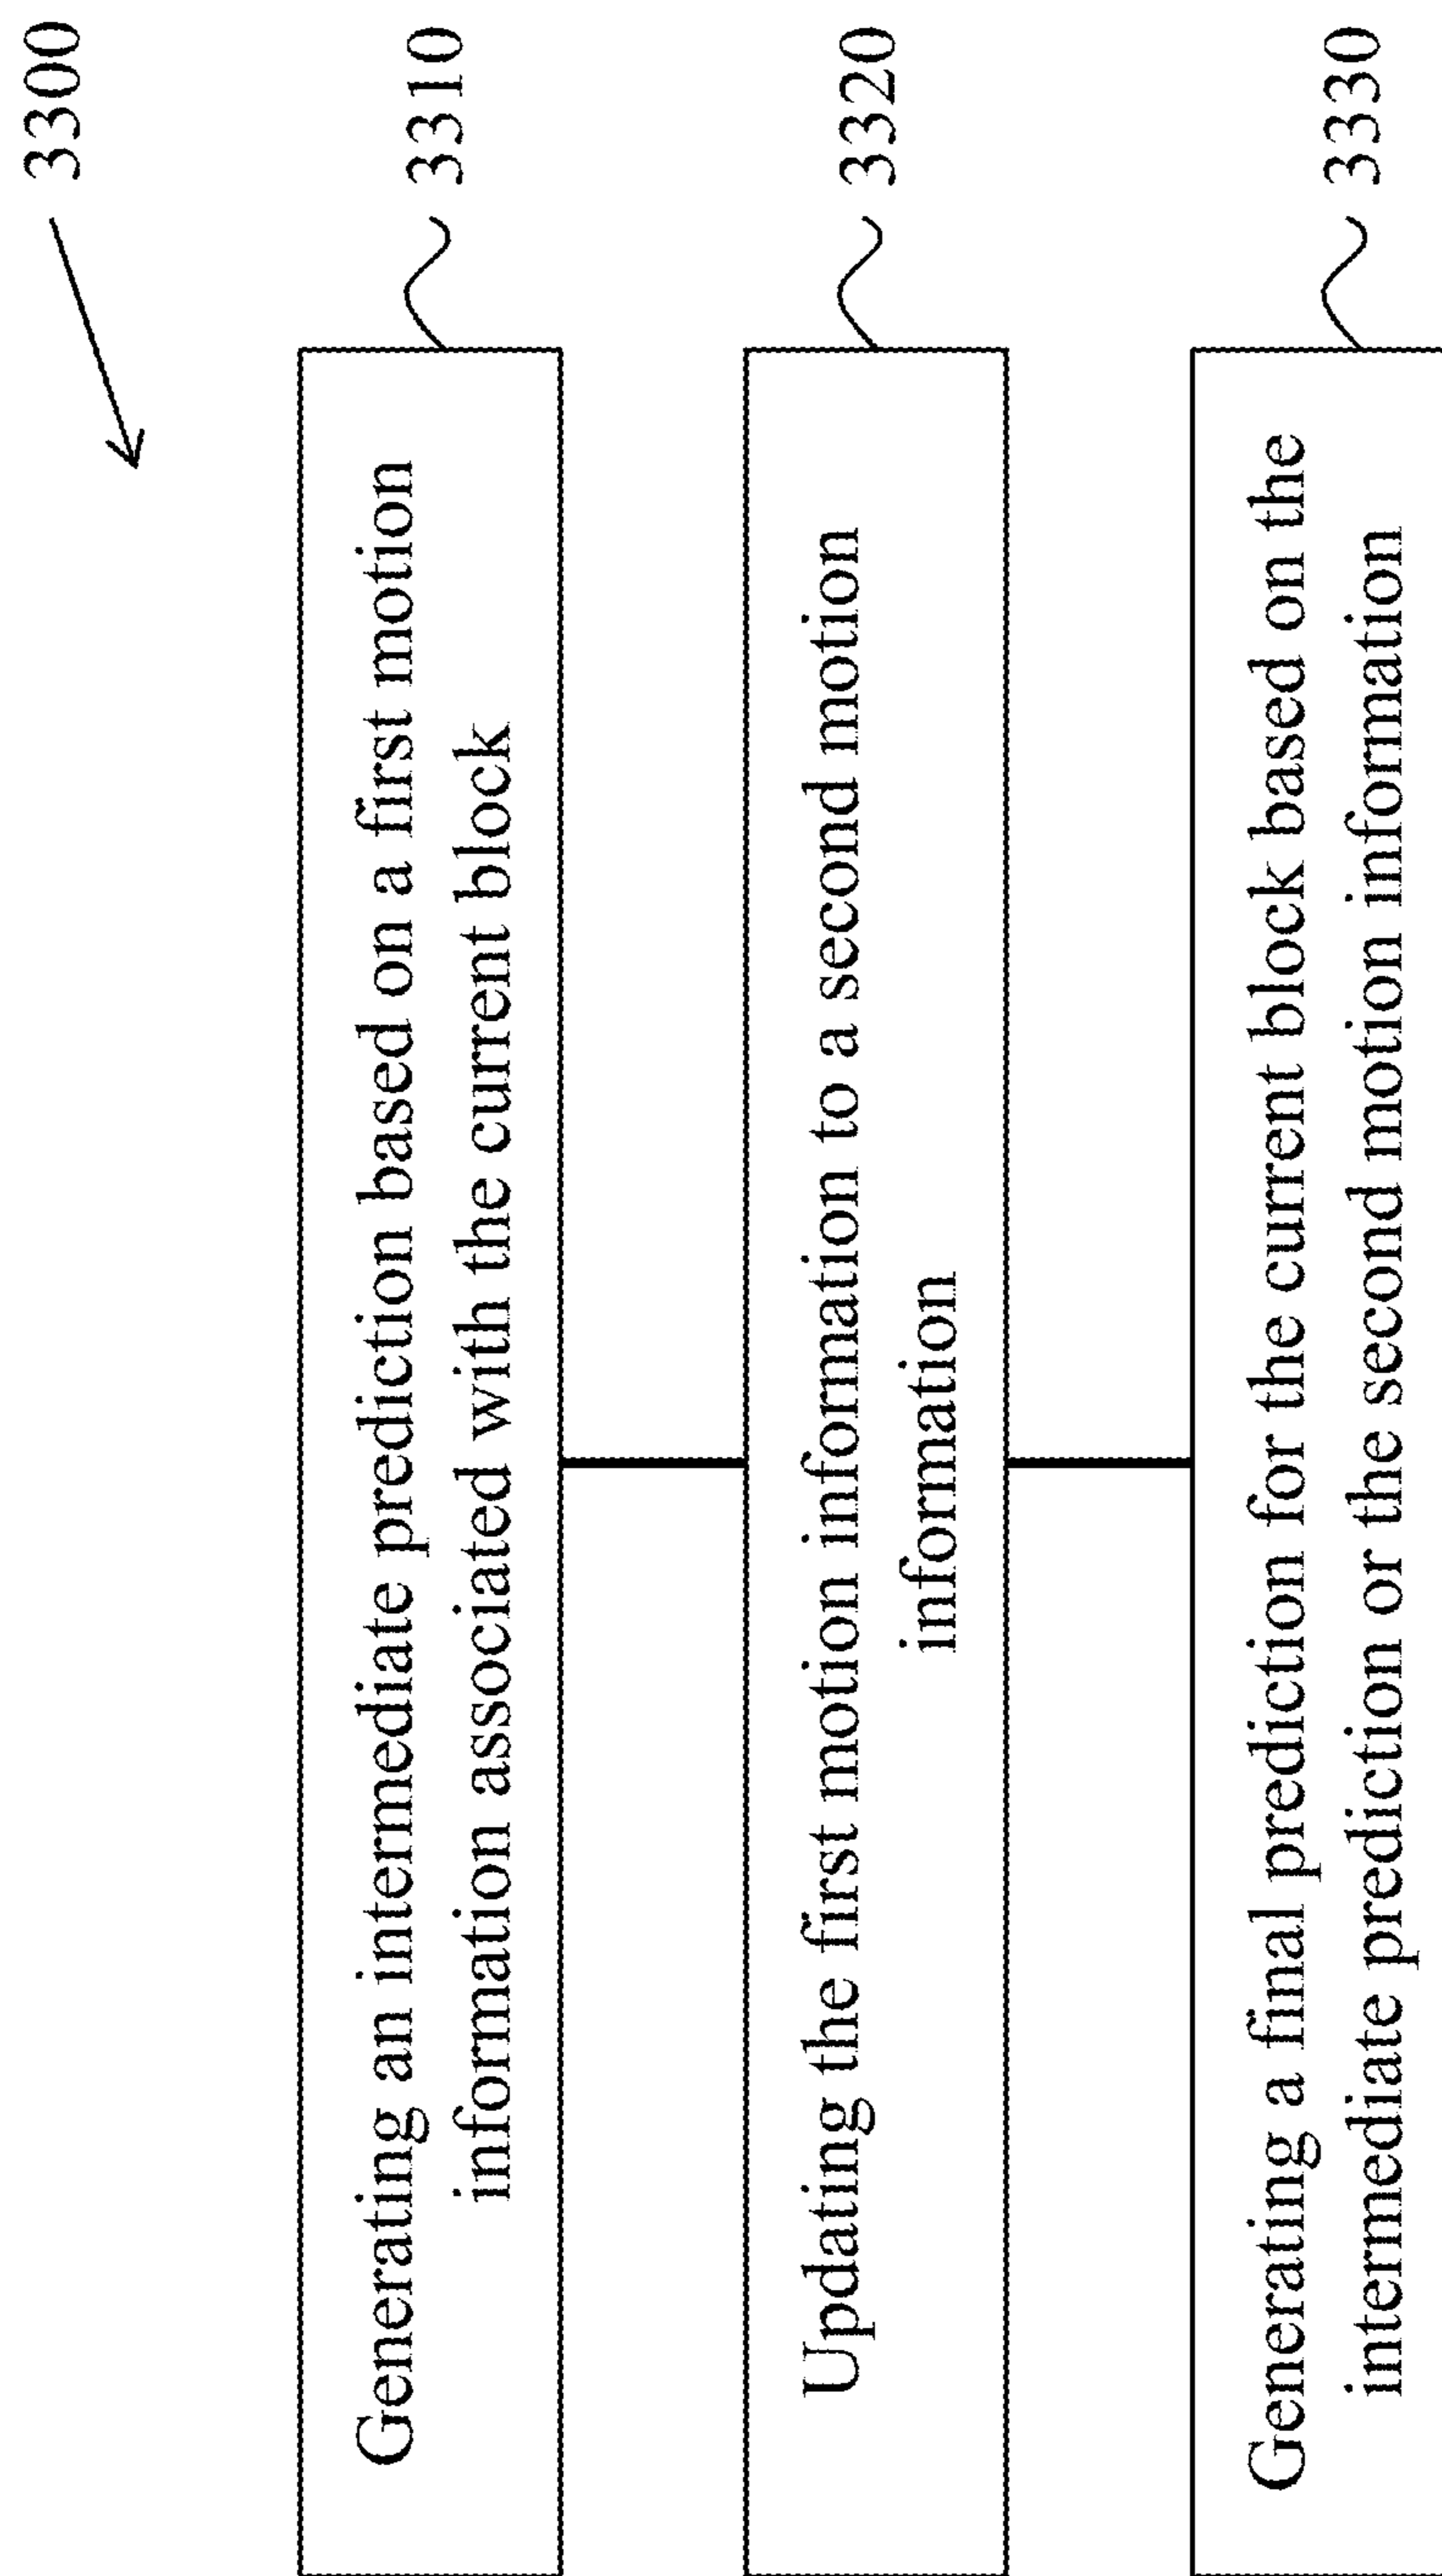 3300
Generating an intermediate prediction based on a first motion
information associated with the current block
3310
Updating the first motion information to a second motion
information
3320
Generating a final prediction for the current block based on the
intermediate prediction or the second motion information
3330